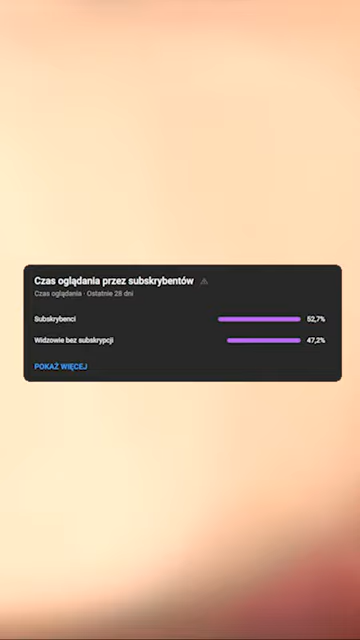 Czas oglądania przez subskrybentów
Czas oglądania · Ostatnie 28 dni
Subskrybenci 52,7%
Widzowie bez subskrypcji 47,2%
POKAŻ WIĘCEJ